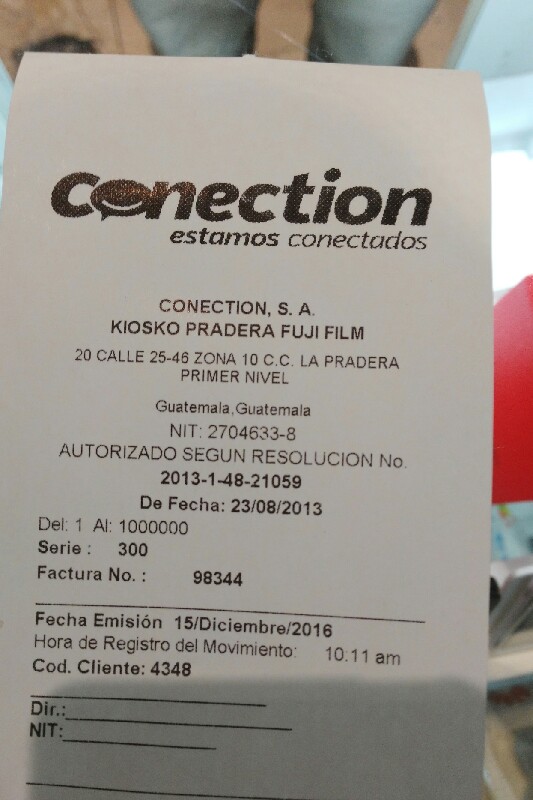 Conection
estamos conectados
CONECTION, S. A.
KIOSKO PRADERA FUJI FILM
20 CALLE 25-46 ZONA 10 C.C. LA PRADERA
PRIMER NIVEL
Guatemala,Guatemala
NIT: 2704633-8
AUTORIZADO SEGUN RESOLUCION No.
2013-1-48-21059
De Fecha: 23/08/2013
Del: 1 Al: 1000000
Serie : 300
Factura No. : 98344
Fecha Emisión 15/Diciembre/2016
Hora de Registro del Movimiento: 10:11 am
Cod. Cliente: 4348
Dir.:
NIT: